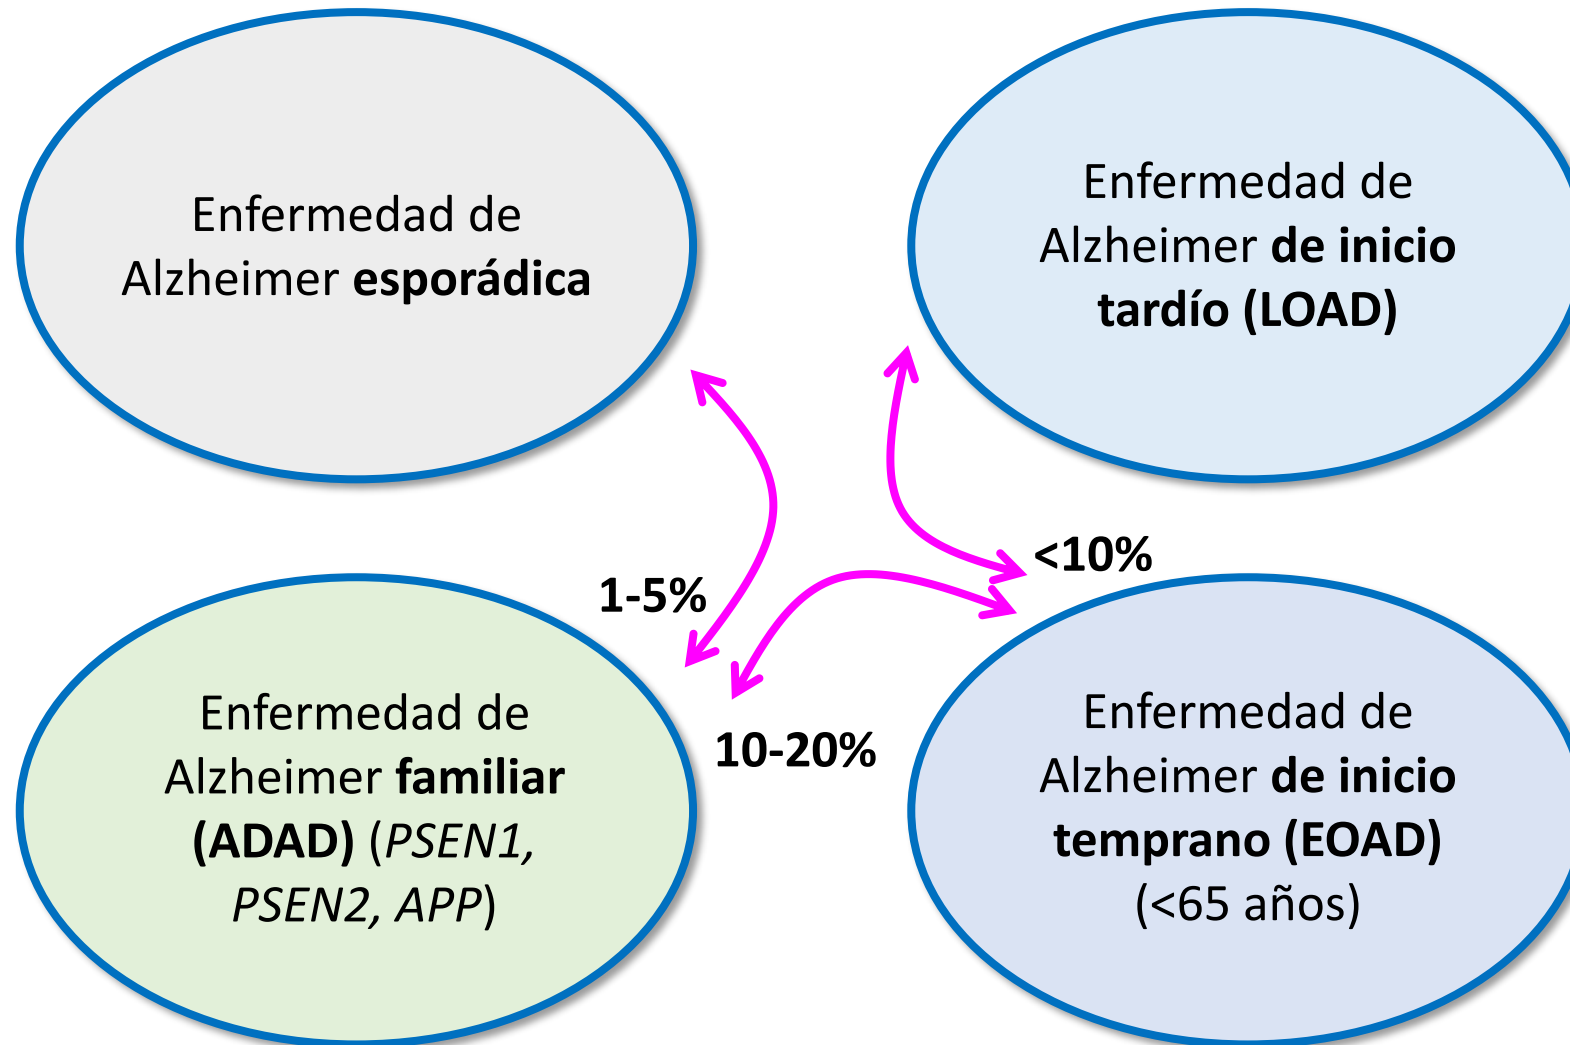 Enfermedad de
Alzheimer esporádica
Enfermedad de
Alzheimer de inicio
tardío (LOAD)
1-5%
<10%
10-20%
Enfermedad de
Alzheimer familiar
(ADAD) (PSEN1,
PSEN2, APP)
Enfermedad de
Alzheimer de inicio
temprano (EOAD)
(<65 años)